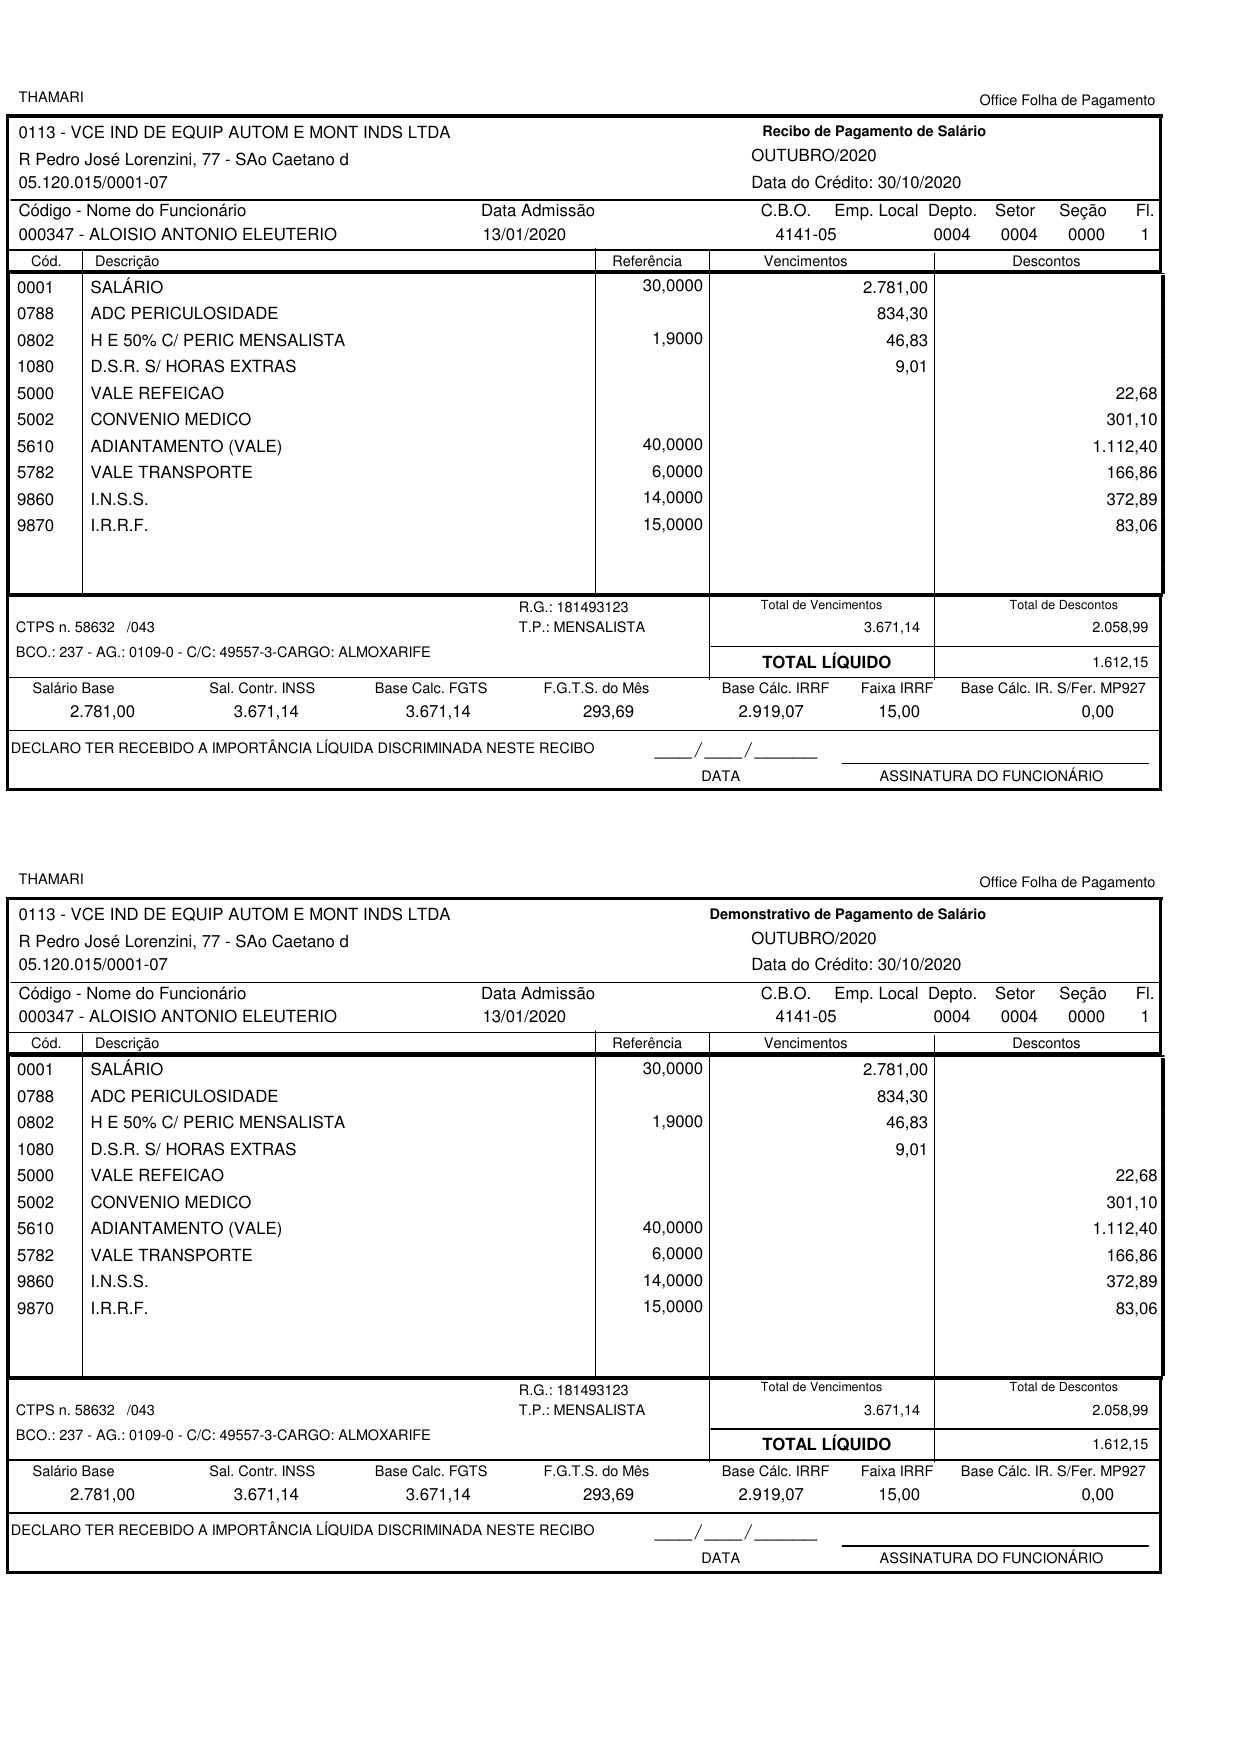 THAMARI Office Folha de Pagamento
0113 - VCE IND DE EQUIP AUTOM E MONT INDS LTDA Recibo de Pagamento de Salário
R Pedro José Lorenzini, 77 - SAo Caetano d OUTUBRO/2020
05.120.015/0001-07 Data do Crédito: 30/10/2020
Código - Nome do Funcionário Data Admissão C.B.O. Emp. Local Depto. Setor Seção Fl.
000347 - ALOISIO ANTONIO ELEUTERIO 13/01/2020 4141-05 0004 0004 0000 1
Cód. Descrição Referência Vencimentos Descontos
0001 SALÁRIO 30,0000 2.781,00
0788 ADC PERICULOSIDADE 834,30
0802 H E 50% C/ PERIC MENSALISTA 1,9000 46,83
1080 D.S.R. S/ HORAS EXTRAS 9,01
5000 VALE REFEICAO 22,68
5002 CONVENIO MEDICO 301,10
5610 ADIANTAMENTO (VALE) 40,0000 1.112,40
5782 VALE TRANSPORTE 6,0000 166,86
9860 I.N.S.S. 14,0000 372,89
9870 I.R.R.F. 15,0000 83,06
R.G.: 181493123 Total de Vencimentos Total de Descontos
CTPS n. 58632 /043 T.P.: MENSALISTA 3.671,14 2.058,99
BCO.: 237 - AG.: 0109-0 - C/C: 49557-3-CARGO: ALMOXARIFE
TOTAL LÍQUIDO 1.612,15
Salário Base Sal. Contr. INSS Base Calc. FGTS F.G.T.S. do Mês Base Cálc. IRRF Faixa IRRF Base Cálc. IR. S/Fer. MP927
2.781,00 3.671,14 3.671,14 293,69 2.919,07 15,00 0,00
DECLARO TER RECEBIDO A IMPORTÂNCIA LÍQUIDA DISCRIMINADA NESTE RECIBO ____/____/______
DATA ASSINATURA DO FUNCIONÁRIO
THAMARI Office Folha de Pagamento
0113 - VCE IND DE EQUIP AUTOM E MONT INDS LTDA Demonstrativo de Pagamento de Salário
R Pedro José Lorenzini, 77 - SAo Caetano d OUTUBRO/2020
05.120.015/0001-07 Data do Crédito: 30/10/2020
Código - Nome do Funcionário Data Admissão C.B.O. Emp. Local Depto. Setor Seção Fl.
000347 - ALOISIO ANTONIO ELEUTERIO 13/01/2020 4141-05 0004 0004 0000 1
Cód. Descrição Referência Vencimentos Descontos
0001 SALÁRIO 30,0000 2.781,00
0788 ADC PERICULOSIDADE 834,30
0802 H E 50% C/ PERIC MENSALISTA 1,9000 46,83
1080 D.S.R. S/ HORAS EXTRAS 9,01
5000 VALE REFEICAO 22,68
5002 CONVENIO MEDICO 301,10
5610 ADIANTAMENTO (VALE) 40,0000 1.112,40
5782 VALE TRANSPORTE 6,0000 166,86
9860 I.N.S.S. 14,0000 372,89
9870 I.R.R.F. 15,0000 83,06
R.G.: 181493123 Total de Vencimentos Total de Descontos
CTPS n. 58632 /043 T.P.: MENSALISTA 3.671,14 2.058,99
BCO.: 237 - AG.: 0109-0 - C/C: 49557-3-CARGO: ALMOXARIFE
TOTAL LÍQUIDO 1.612,15
Salário Base Sal. Contr. INSS Base Calc. FGTS F.G.T.S. do Mês Base Cálc. IRRF Faixa IRRF Base Cálc. IR. S/Fer. MP927
2.781,00 3.671,14 3.671,14 293,69 2.919,07 15,00 0,00
DECLARO TER RECEBIDO A IMPORTÂNCIA LÍQUIDA DISCRIMINADA NESTE RECIBO ____/____/______
DATA ASSINATURA DO FUNCIONÁRIO